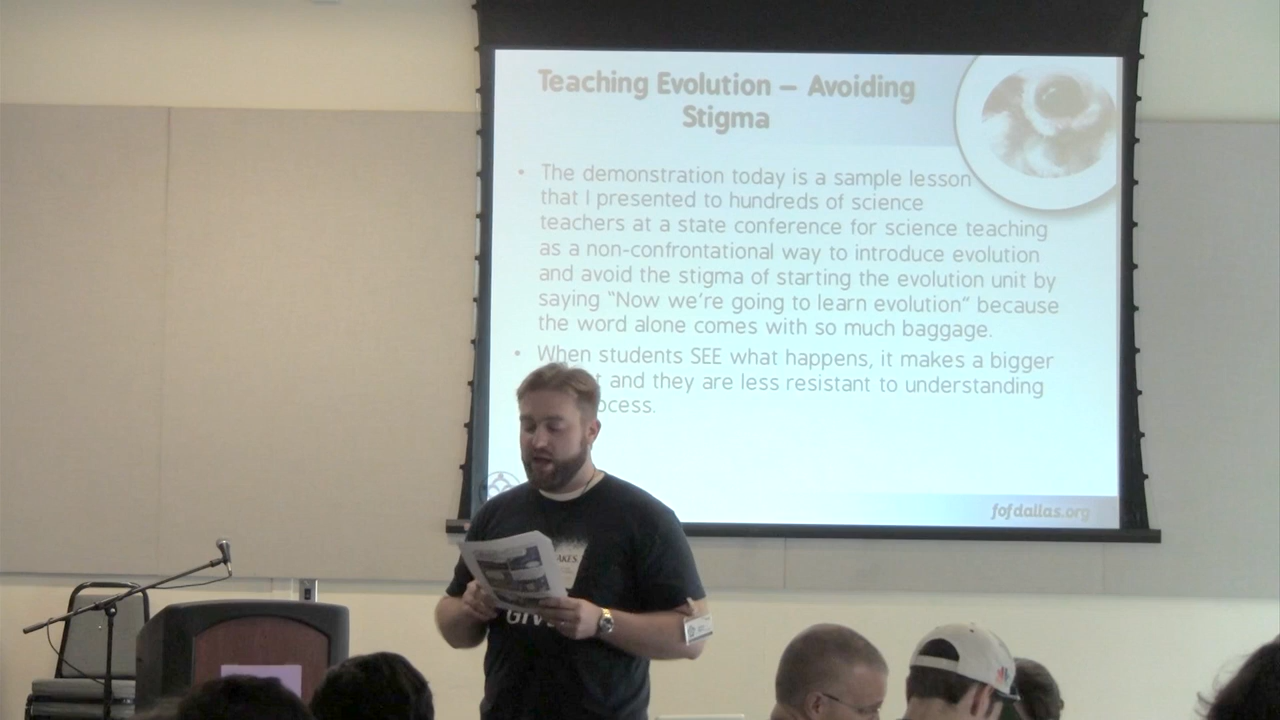 Teaching Evolution – Avoiding
Stigma
• The demonstration today is a sample lesson
that I presented to hundreds of science
teachers at a state conference for science teaching
as a non-confrontational way to introduce evolution
and avoid the stigma of starting the evolution unit by
saying “Now we're going to learn evolution” because
the word alone comes with so much baggage.
• When students SEE what happens, it makes a bigger
and they are less resistant to understanding
fofdallas.org